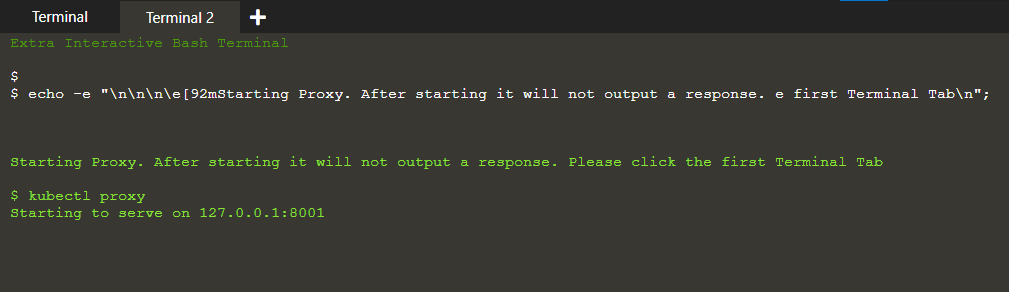 Terminal Terminal 2 +
Extra Interactive Bash Terminal
$
$ echo -e "\n\n\n\e[92mStarting Proxy. After starting it will not output a response. e first Terminal Tab\n";
Starting Proxy. After starting it will not output a response. Please click the first Terminal Tab
$ kubectl proxy
Starting to serve on 127.0.0.1:8001